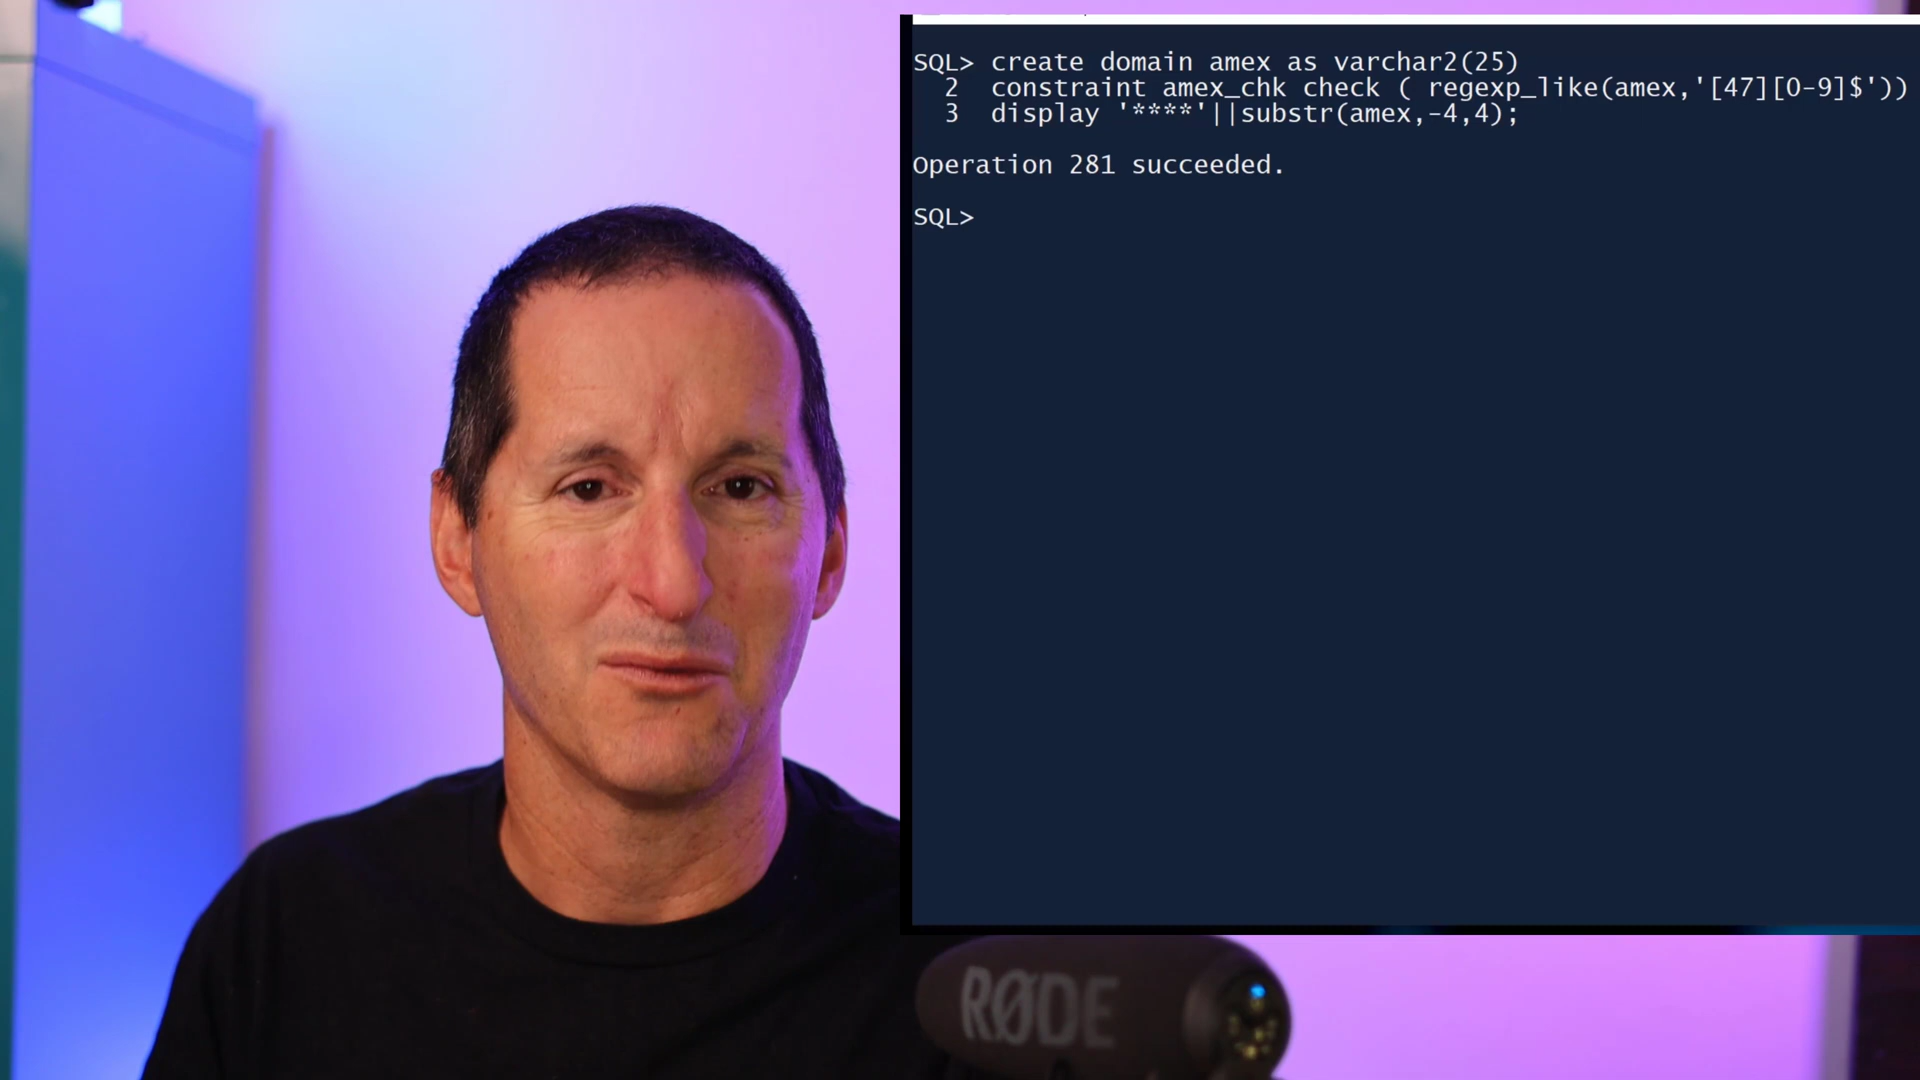 SQL> create domain amex as varchar2(25)
2 constraint amex_chk check ( regexp_like(amex,'[47][0-9]$'))
3 display '****'||substr(amex,-4,4);
Operation 281 succeeded.
SQL>
RØDE